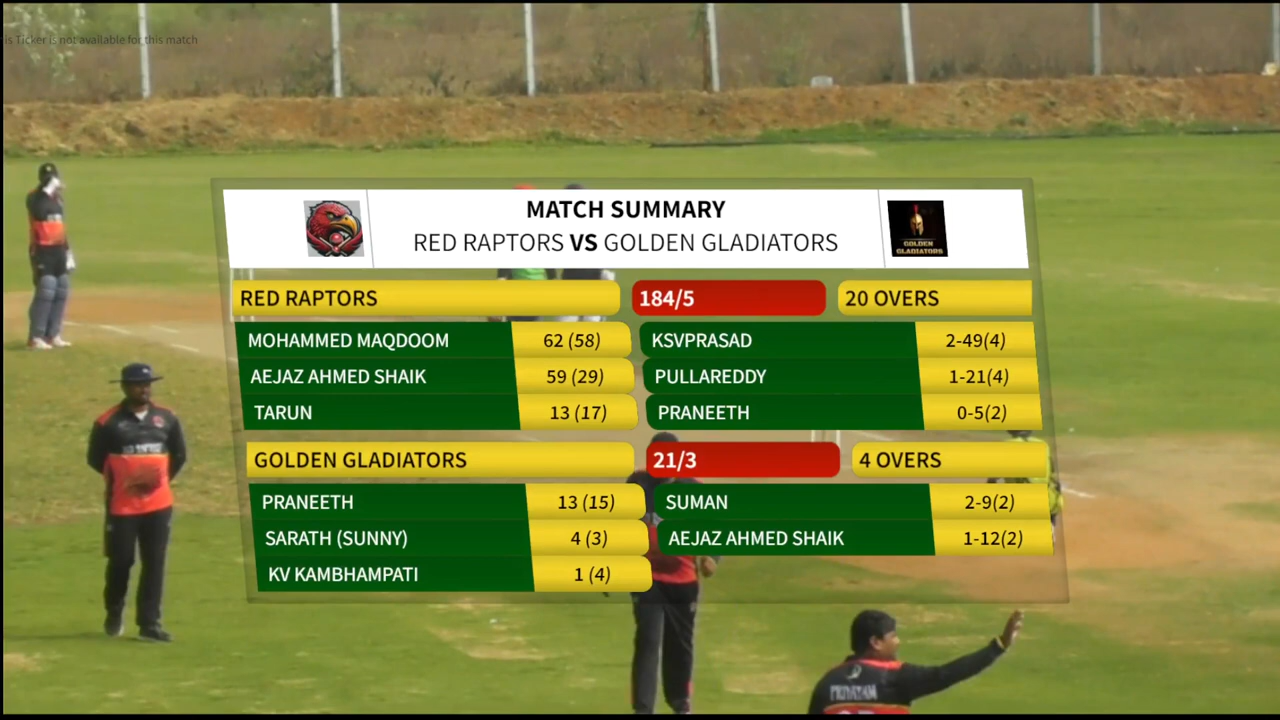 is Ticker is not available for this match
MATCH SUMMARY
RED RAPTORS VS GOLDEN GLADIATORS
GOLDEN
GLADIATORS
RED RAPTORS 184/5 20 OVERS
MOHAMMED MAQDOOM 62 (58) KSVPRASAD 2-49(4)
AEJAZ AHMED SHAIK 59 (29) PULLAREDDY 1-21(4)
TARUN 13 (17) PRANEETH 0-5(2)
GOLDEN GLADIATORS 21/3 4 OVERS
PRANEETH 13 (15) SUMAN 2-9(2)
SARATH (SUNNY) 4 (3) AEJAZ AHMED SHAIK 1-12(2)
KV KAMBHAMPATI 1 (4)